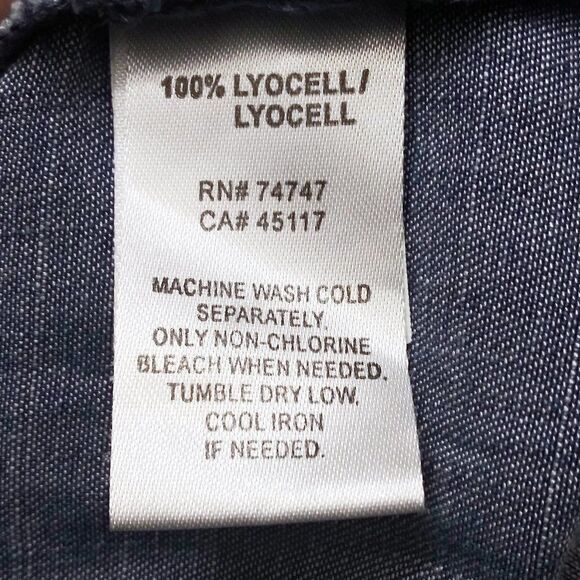 100% LYOCELL/
LYOCELL
RN# 74747
CA# 45117
MACHINE WASH COLD
SEPARATELY.
ONLY NON-CHLORINE
BLEACH WHEN NEEDED.
TUMBLE DRY LOW.
COOL IRON
IF NEEDED.